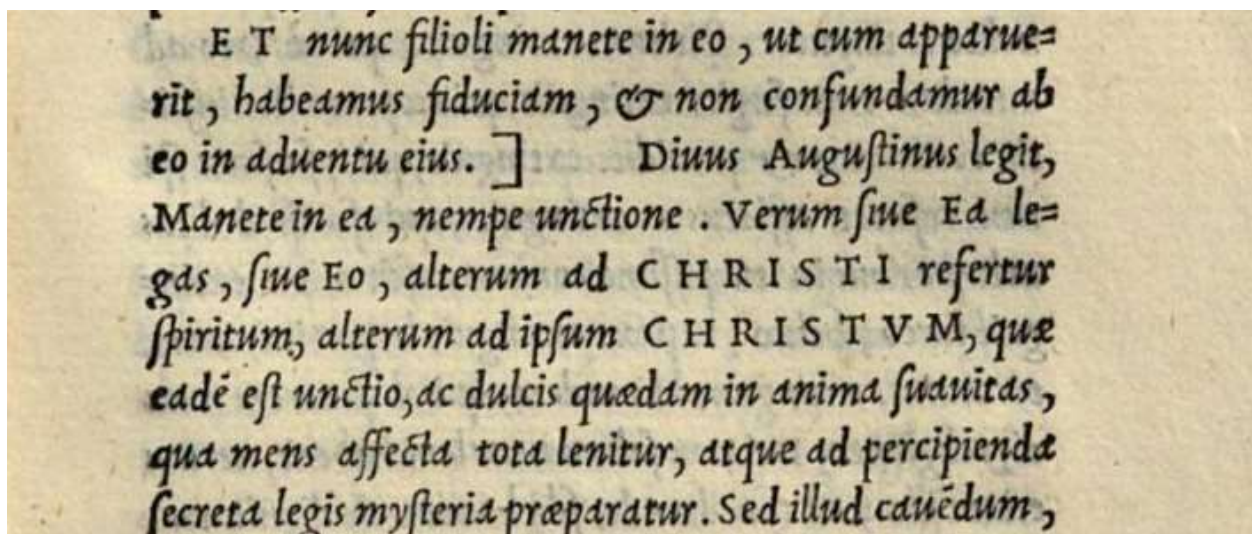 E T nunc filioli manete in eo , ut cum apparue=
rit , habeamus fiduciam , & non confundamur ab
eo in aduentu eius. ] Diuus Auguſtinus legit,
Manete in ea , nempe unctione . Verum ſiue Ea le=
gas , ſiue Eo , alterum ad C H R I S T I refertur
ſpiritum, alterum ad ipſum C H R I S T V M, quæ
eadē eſt unctio, ac dulcis quædam in anima ſuauitas ,
qua mens affecta tota lenitur, atque ad percipienda
ſecreta legis myſteria præparatur. Sed illud cauēdum ,